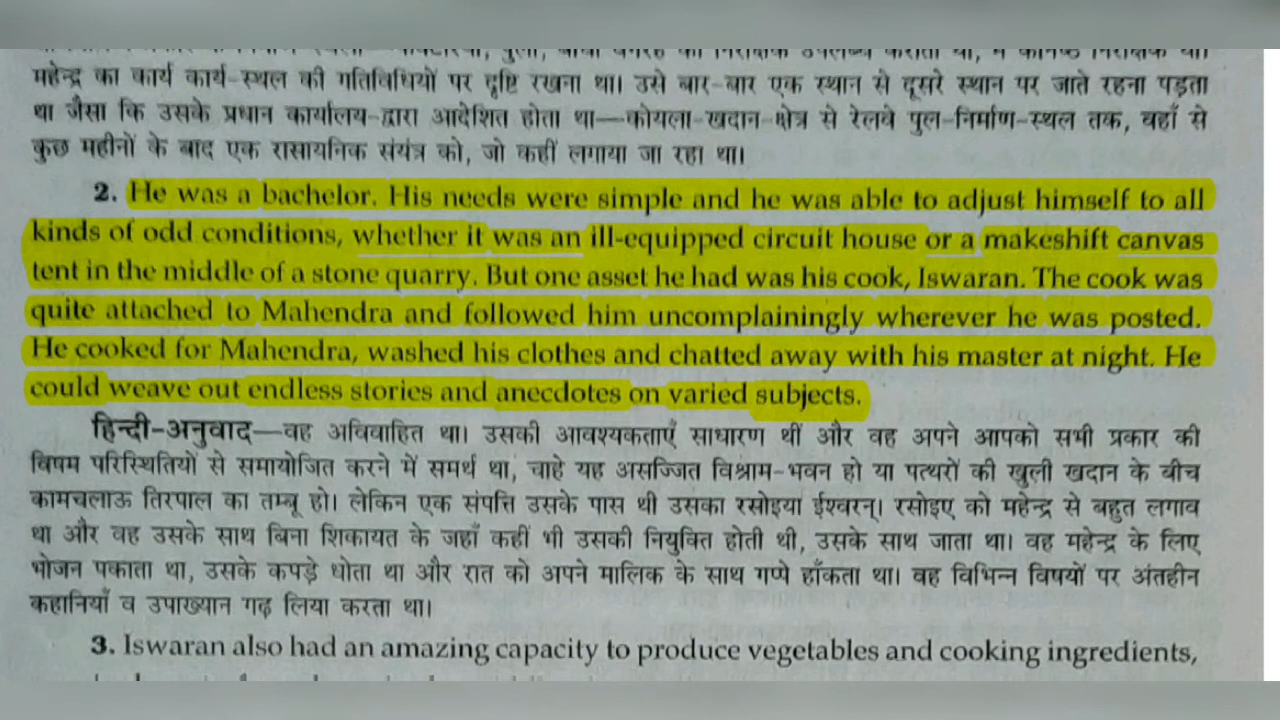 महेन्द्र का कार्य कार्य-स्थल की गतिविधियों पर दृष्टि रखना था। उसे बार-बार एक स्थान से दूसरे स्थान पर जाते रहना पड़ता
था जैसा कि उसके प्रधान कार्यालय-द्वारा आदेशित होता था—कोयला-खदान-क्षेत्र से रेलवे पुल-निर्माण-स्थल तक, वहाँ से
कुछ महीनों के बाद एक रासायनिक संयंत्र को, जो कहीं लगाया जा रहा था।
2. He was a bachelor. His needs were simple and he was able to adjust himself to all
kinds of odd conditions, whether it was an ill-equipped circuit house or a makeshift canvas
tent in the middle of a stone quarry. But one asset he had was his cook, Iswaran. The cook was
quite attached to Mahendra and followed him uncomplainingly wherever he was posted.
He cooked for Mahendra, washed his clothes and chatted away with his master at night. He
could weave out endless stories and anecdotes on varied subjects.
हिन्दी-अनुवाद—वह अविवाहित था। उसकी आवश्यकताएँ साधारण थीं और वह अपने आपको सभी प्रकार की
विषम परिस्थितियों से समायोजित करने में समर्थ था, चाहे यह असज्जित विश्राम-भवन हो या पत्थरों की खुली खदान के बीच
कामचलाऊ तिरपाल का तम्बू हो। लेकिन एक संपत्ति उसके पास थी उसका रसोइया ईश्वरन्। रसोइए को महेन्द्र से बहुत लगाव
था और वह उसके साथ बिना शिकायत के जहाँ कहीं भी उसकी नियुक्ति होती थी, उसके साथ जाता था। वह महेन्द्र के लिए
भोजन पकाता था, उसके कपड़े धोता था और रात को अपने मालिक के साथ गप्पे हाँकता था। वह विभिन्न विषयों पर अंतहीन
कहानियाँ व उपाख्यान गढ़ लिया करता था।
3. Iswaran also had an amazing capacity to produce vegetables and cooking ingredients,